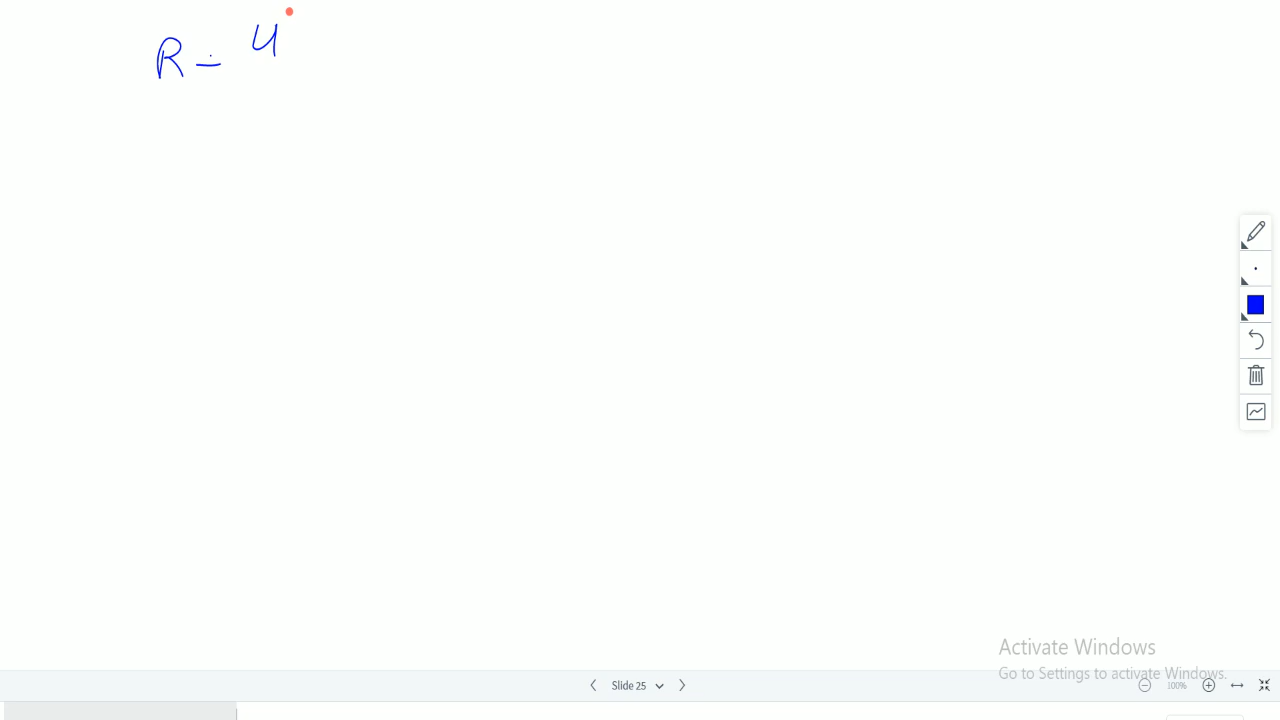 R = u
Activate Windows
Go to Settings to activate Windows.
Slide 25
100%